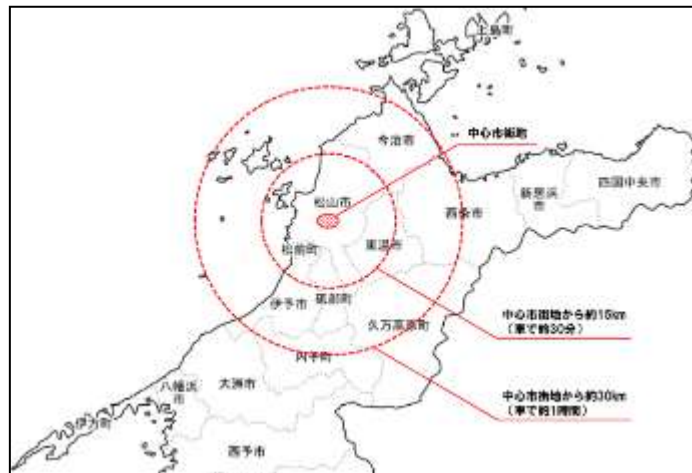 上島町
今治市
中心市街地
四国中央市
新居浜市
松山市
西条市
東温市
松前町
伊予市
砥部町
久万高原町
中心市街地から約15km
(車で約30分)
内子町
八幡浜市
大洲市
中心市街地から約30km
(車で約1時間)
伊方町
西予市